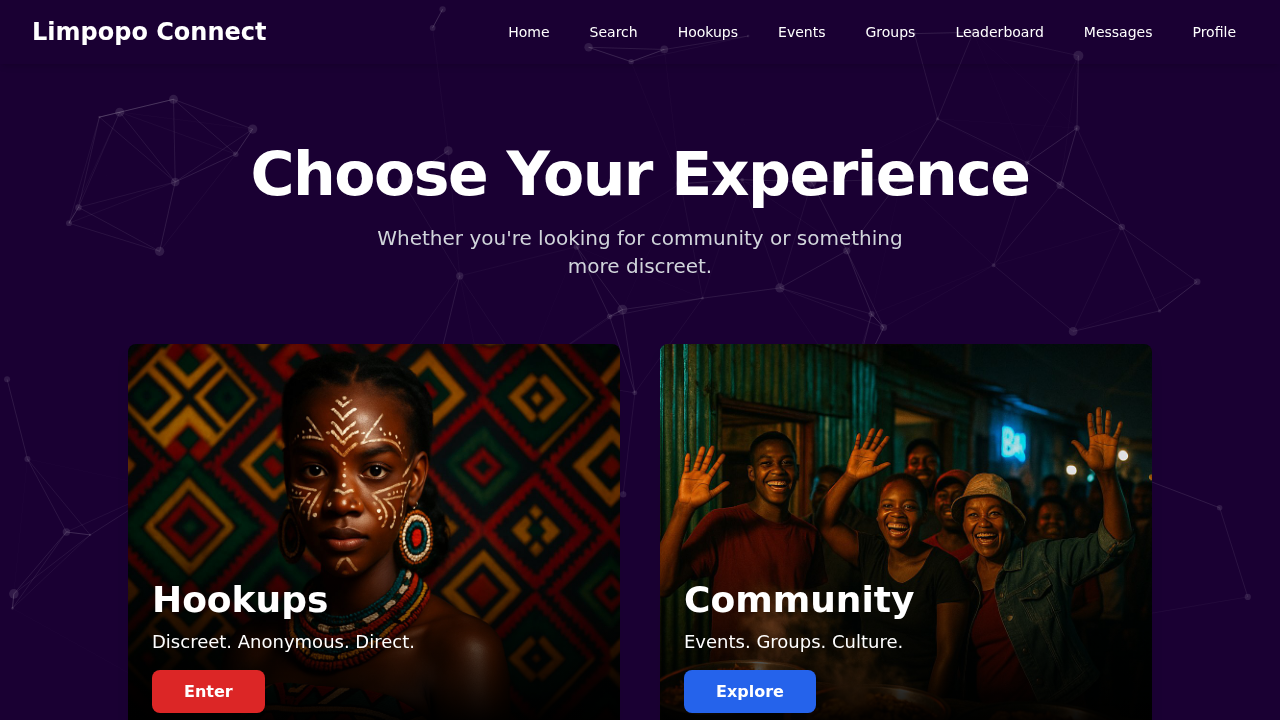 Limpopo Connect
Home
Search
Hookups
Events
Groups
Leaderboard
Messages
Profile
Choose Your Experience
Whether you're looking for community or something
more discreet.
Hookups
Discreet. Anonymous. Direct.
Enter
Community
Events. Groups. Culture.
Explore